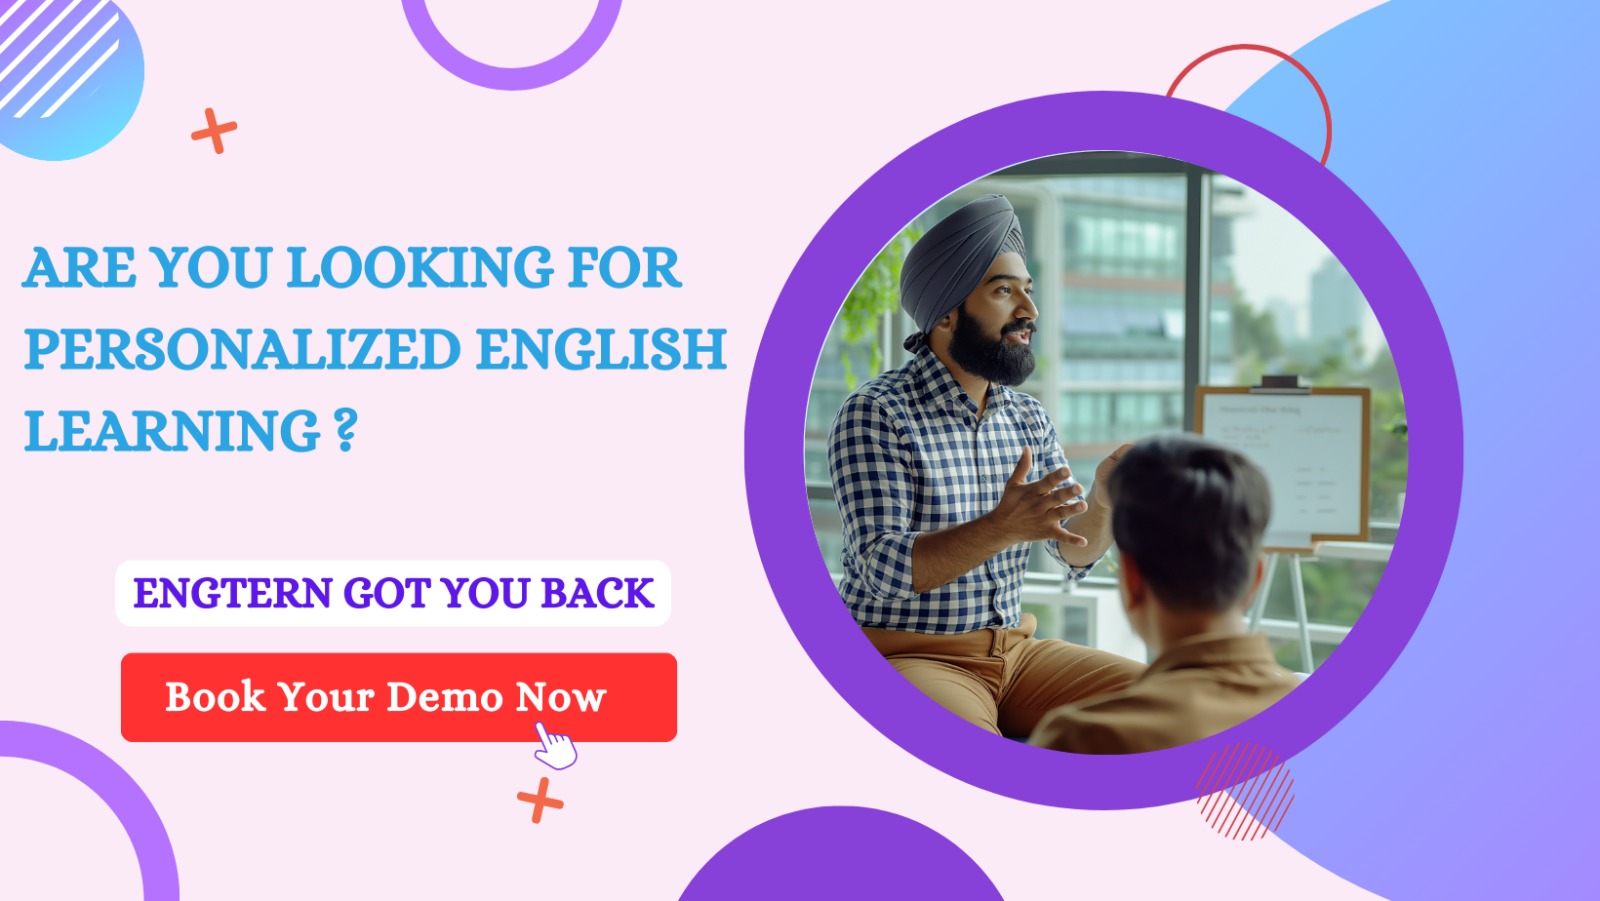 ARE YOU LOOKING FOR
PERSONALIZED ENGLISH
LEARNING ?
ENGTERN GOT YOU BACK
Book Your Demo Now